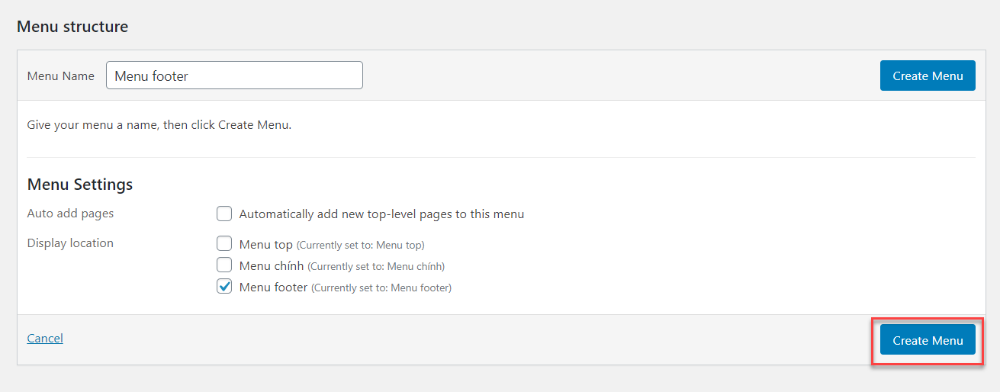 Menu structure
Menu Name Menu footer Create Menu
Give your menu a name, then click Create Menu.
Menu Settings
Auto add pages Automatically add new top-level pages to this menu
Display location Menu top (Currently set to: Menu top)
Menu chính (Currently set to: Menu chính)
Menu footer (Currently set to: Menu footer)
Cancel Create Menu